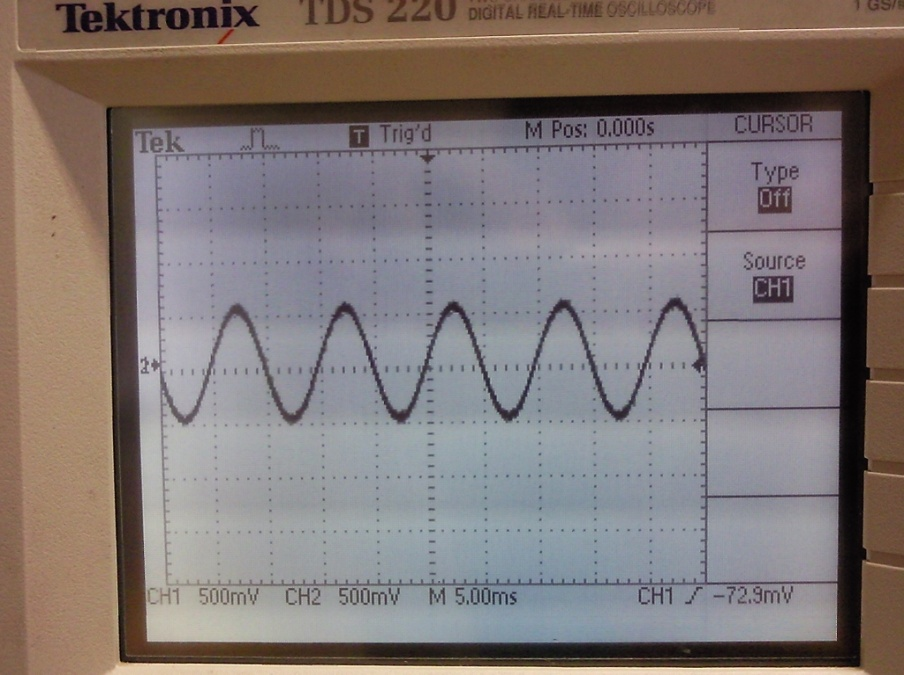 Tektronix TDS 220 DIGITAL REAL-TIME OSCILLOSCOPE
Tek T Trig'd M Pos: 0.000s CURSOR
Type
Off
Source
CH1
CH1 500mV CH2 500mV M 5.00ms CH1 -72.9mV